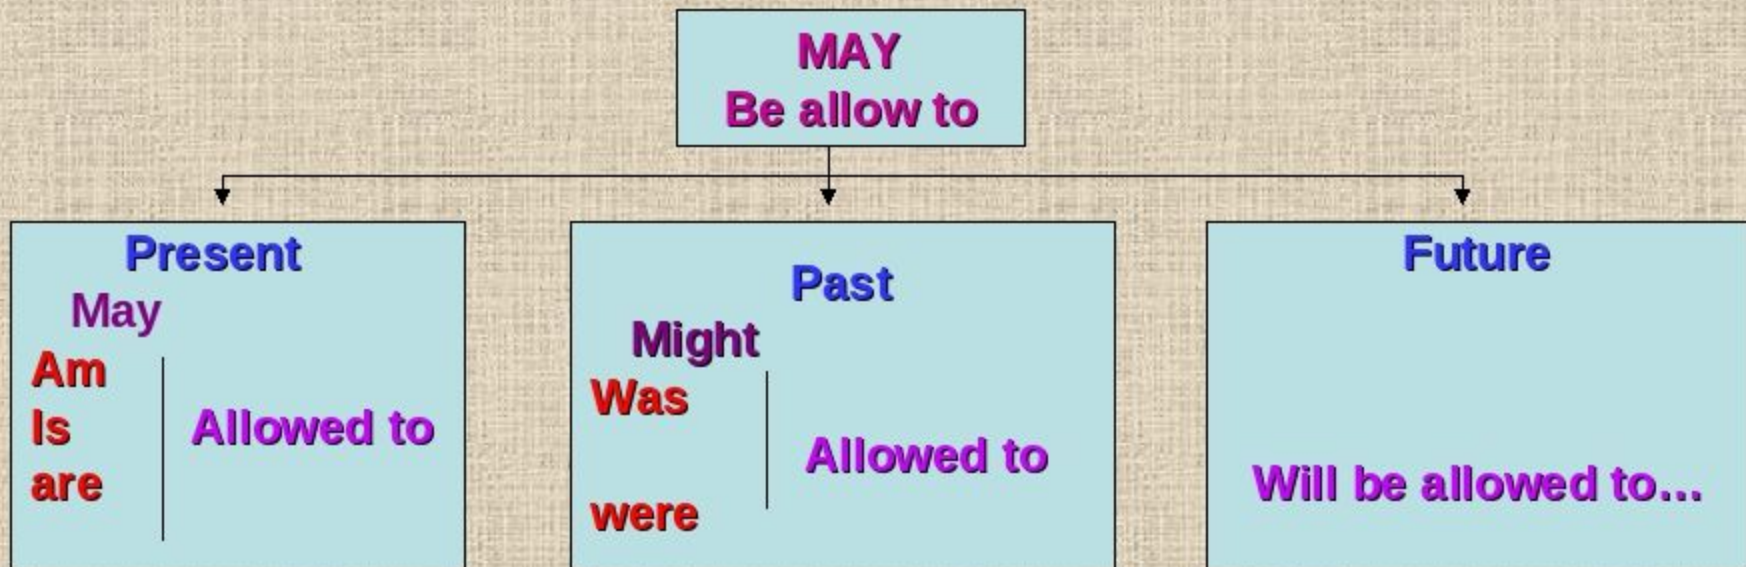 MAY
Be allow to
Present
May
Am
Is
are
Allowed to
Past
Might
Was
were
Allowed to
Future
Will be allowed to...